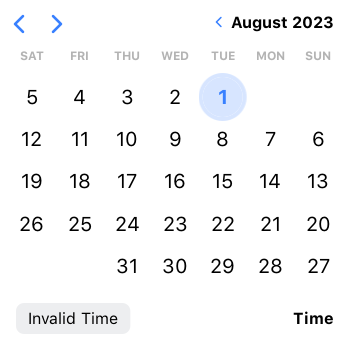 August 2023
SAT FRI THU WED TUE MON SUN
5 4 3 2 1
12 11 10 9 8 7 6
19 18 17 16 15 14 13
26 25 24 23 22 21 20
31 30 29 28 27
Invalid Time Time